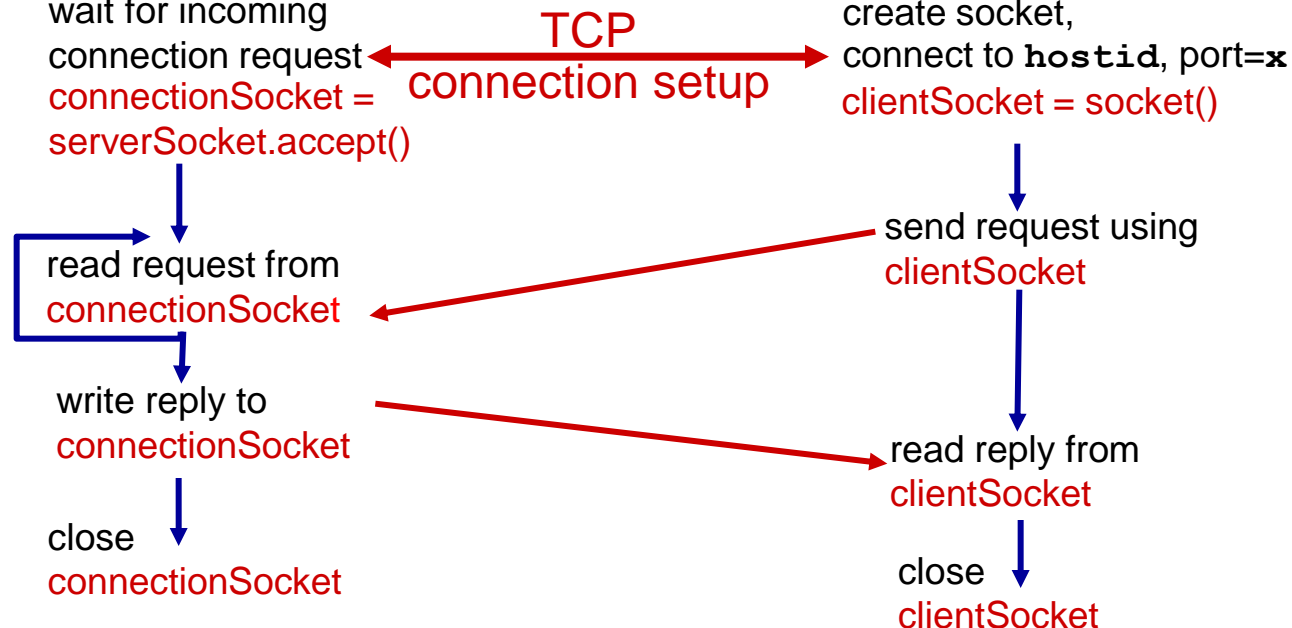 wait for incoming
connection request
connectionSocket =
serverSocket.accept()
TCP
connection setup
create socket,
connect to hostid, port=x
clientSocket = socket()
read request from
connectionSocket
send request using
clientSocket
write reply to
connectionSocket
read reply from
clientSocket
close
connectionSocket
close
clientSocket